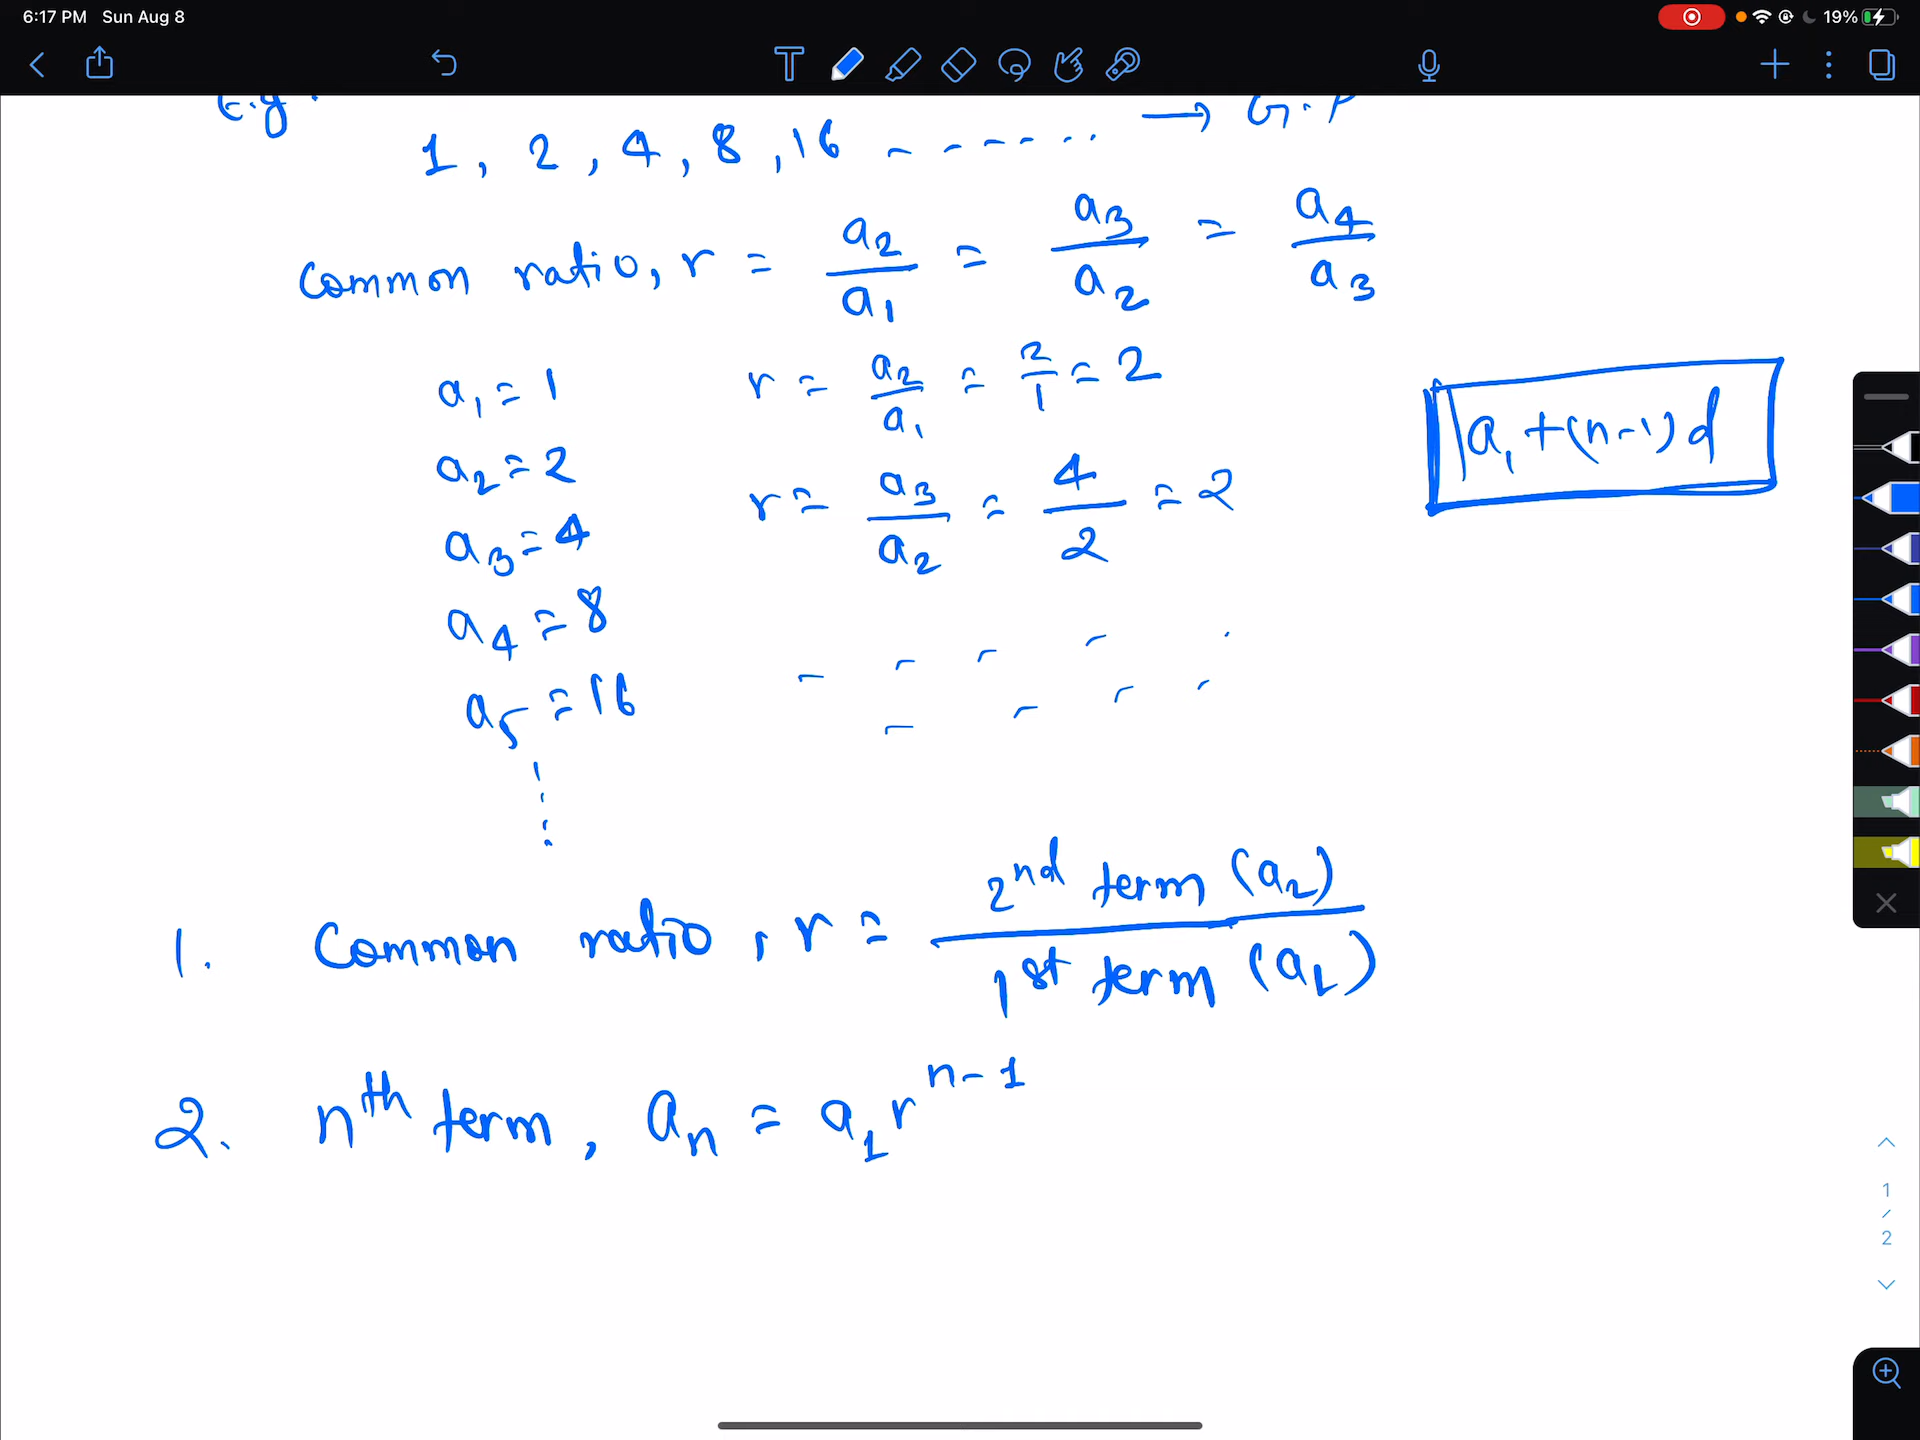 6:17 PM Sun Aug 8 19%
E.g.
1, 2, 4, 8, 16 ------.. → G.P
Common ratio, r = a₂/a₁ = a₃/a₂ = a₄/a₃
a₁ = 1 r = a₂/a₁ = 2/1 = 2
a₁ + (n-1)d
a₂ = 2
r = a₃/a₂ = 4/2 = 2
a₃ = 4
a₄ = 8
a₅ = 16
1. Common ratio, r = 2nd term (a₂) / 1st term (a₁)
2. nth term, aₙ = a₁rⁿ⁻¹
1
/
2